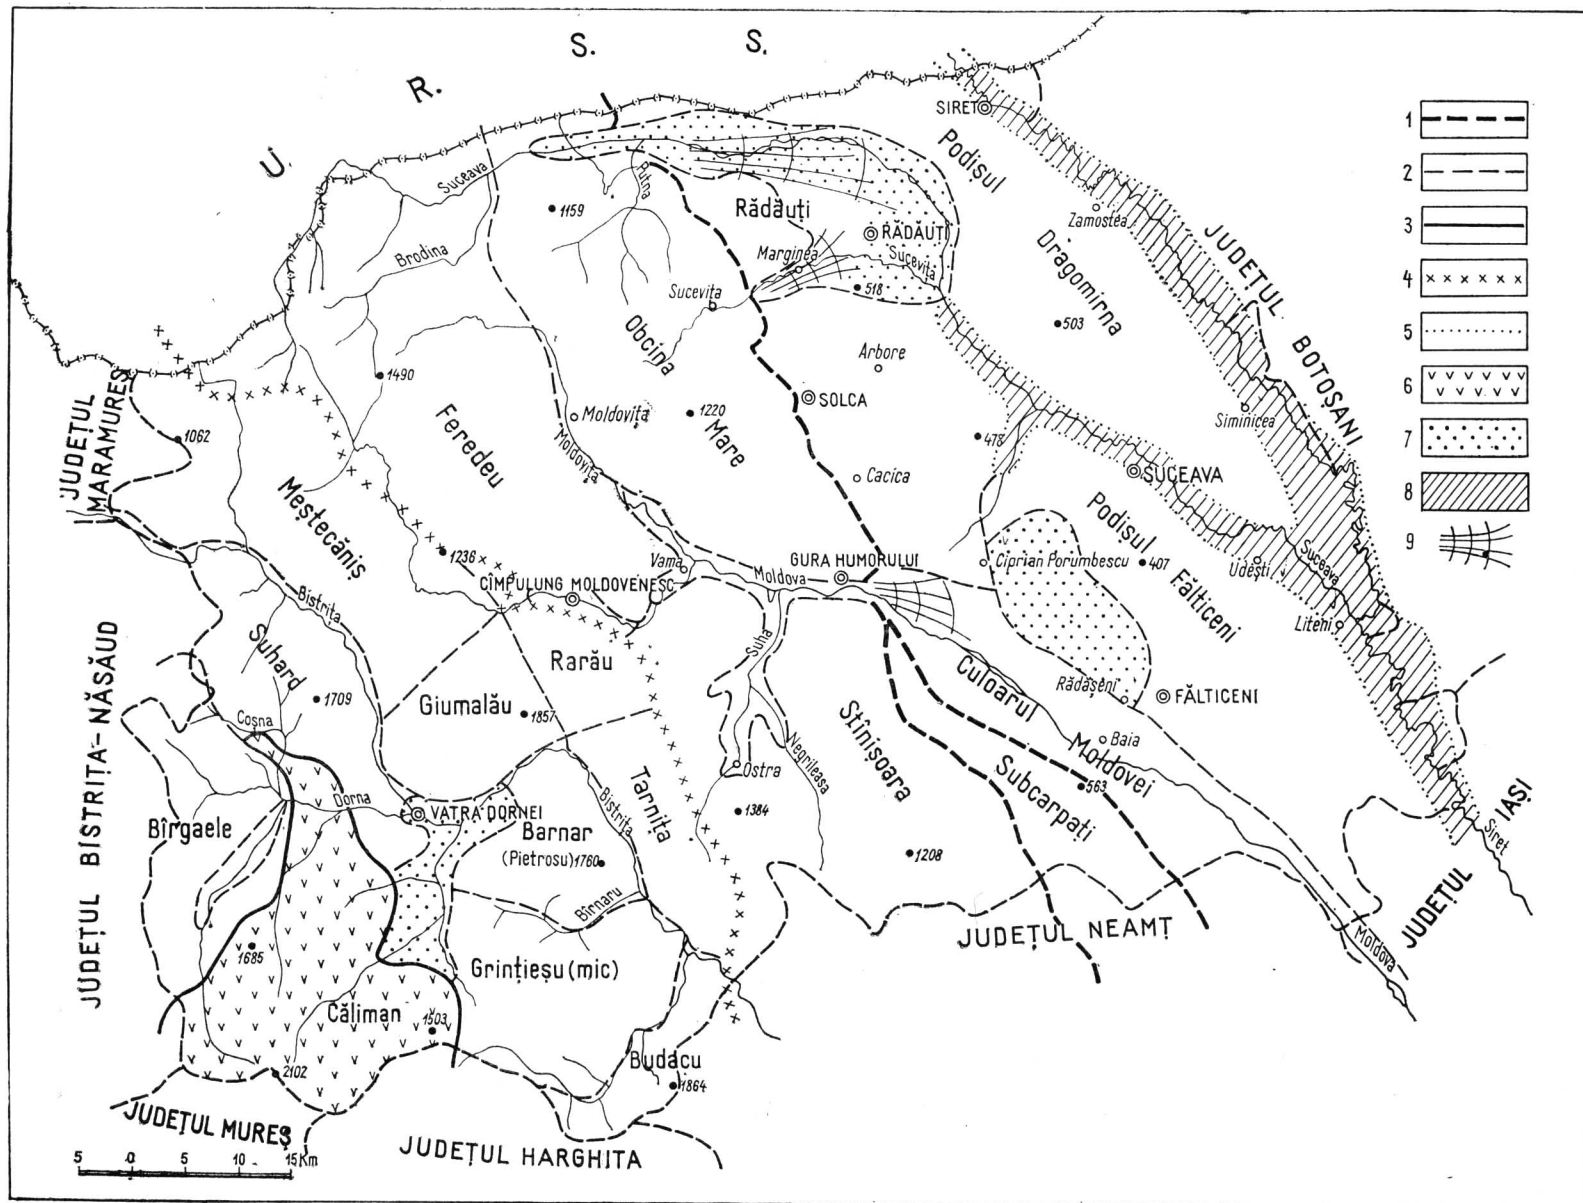 U. R. S. S.
SIRET
Podișul
Dragomirna
Zamostea
JUDEȚUL BOTOȘANI
1
2
3
4
5
6
7
8
9
Suceava
Putna
1159
Rădăuți
RĂDĂUȚI
Marginea
Sucevița
518
Brodina
Sucevița
503
Obcina
Mare
Arbore
1490
SOLCA
1220
Moldovița
Moldovița
Feredeu
Siminicea
478
JUDEȚUL
MARAMUREȘ
1062
Cacica
SUCEAVA
Meștecăniș
1236
Vama
Moldova
GURA HUMORULUI
Ciprian Porumbescu
Podișul
Fălticeni
407
Udești
Suceava
CÎMPULUNG MOLDOVENESC
Liteni
Bistrița
Suhard
1709
Rarău
Giumalău
1857
Suha
Culoarul
Moldovei
Rădășeni
FĂLTICENI
Baia
Coșna
Stînișoara
Negrileasa
Subcarpați
563
JUDEȚUL BISTRIȚA-NĂSĂUD
Ostra
1384
Tarnița
Bistrița
Dorna
VATRA DORNEI
Bîrgaele
Barnar
(Pietrosu)
1760
1208
Siret
JUDEȚUL IAȘI
Bîrnaru
JUDEȚUL NEAMȚ
Moldova
1685
Grințieșu (mic)
Căliman
1503
2102
Budacu
1864
JUDEȚUL MUREȘ
JUDEȚUL HARGHITA
5 0 5 10 15 Km